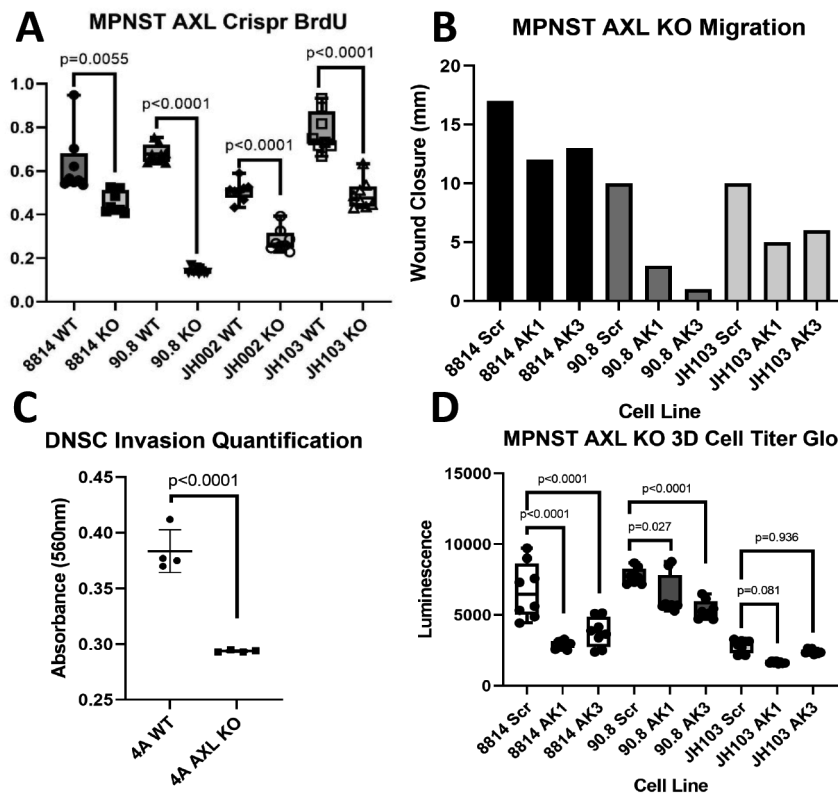 A
MPNST AXL Crispr BrdU
p=0.0055
p<0.0001
p<0.0001
p<0.0001
1.0
0.8
0.6
0.4
0.2
0.0
8814 WT
8814 KO
90.8 WT
90.8 KO
JH002 WT
JH002 KO
JH103 WT
JH103 KO
B
MPNST AXL KO Migration
Wound Closure (mm)
20
15
10
5
0
8814 Scr
8814 AK1
8814 AK3
90.8 Scr
90.8 AK1
90.8 AK3
JH103 Scr
JH103 AK1
JH103 AK3
Cell Line
C
DNSC Invasion Quantification
p<0.0001
Absorbance (560nm)
0.45
0.40
0.35
0.30
0.25
4A WT
4A AXL KO
D
MPNST AXL KO 3D Cell Titer Glo
Luminescence
15000
10000
5000
0
p<0.0001
p<0.0001
p<0.0001
p=0.027
p=0.936
p=0.081
8814 Scr
8814 AK1
8814 AK3
90.8 Scr
90.8 AK1
90.8 AK3
JH103 Scr
JH103 AK1
JH103 AK3
Cell Line